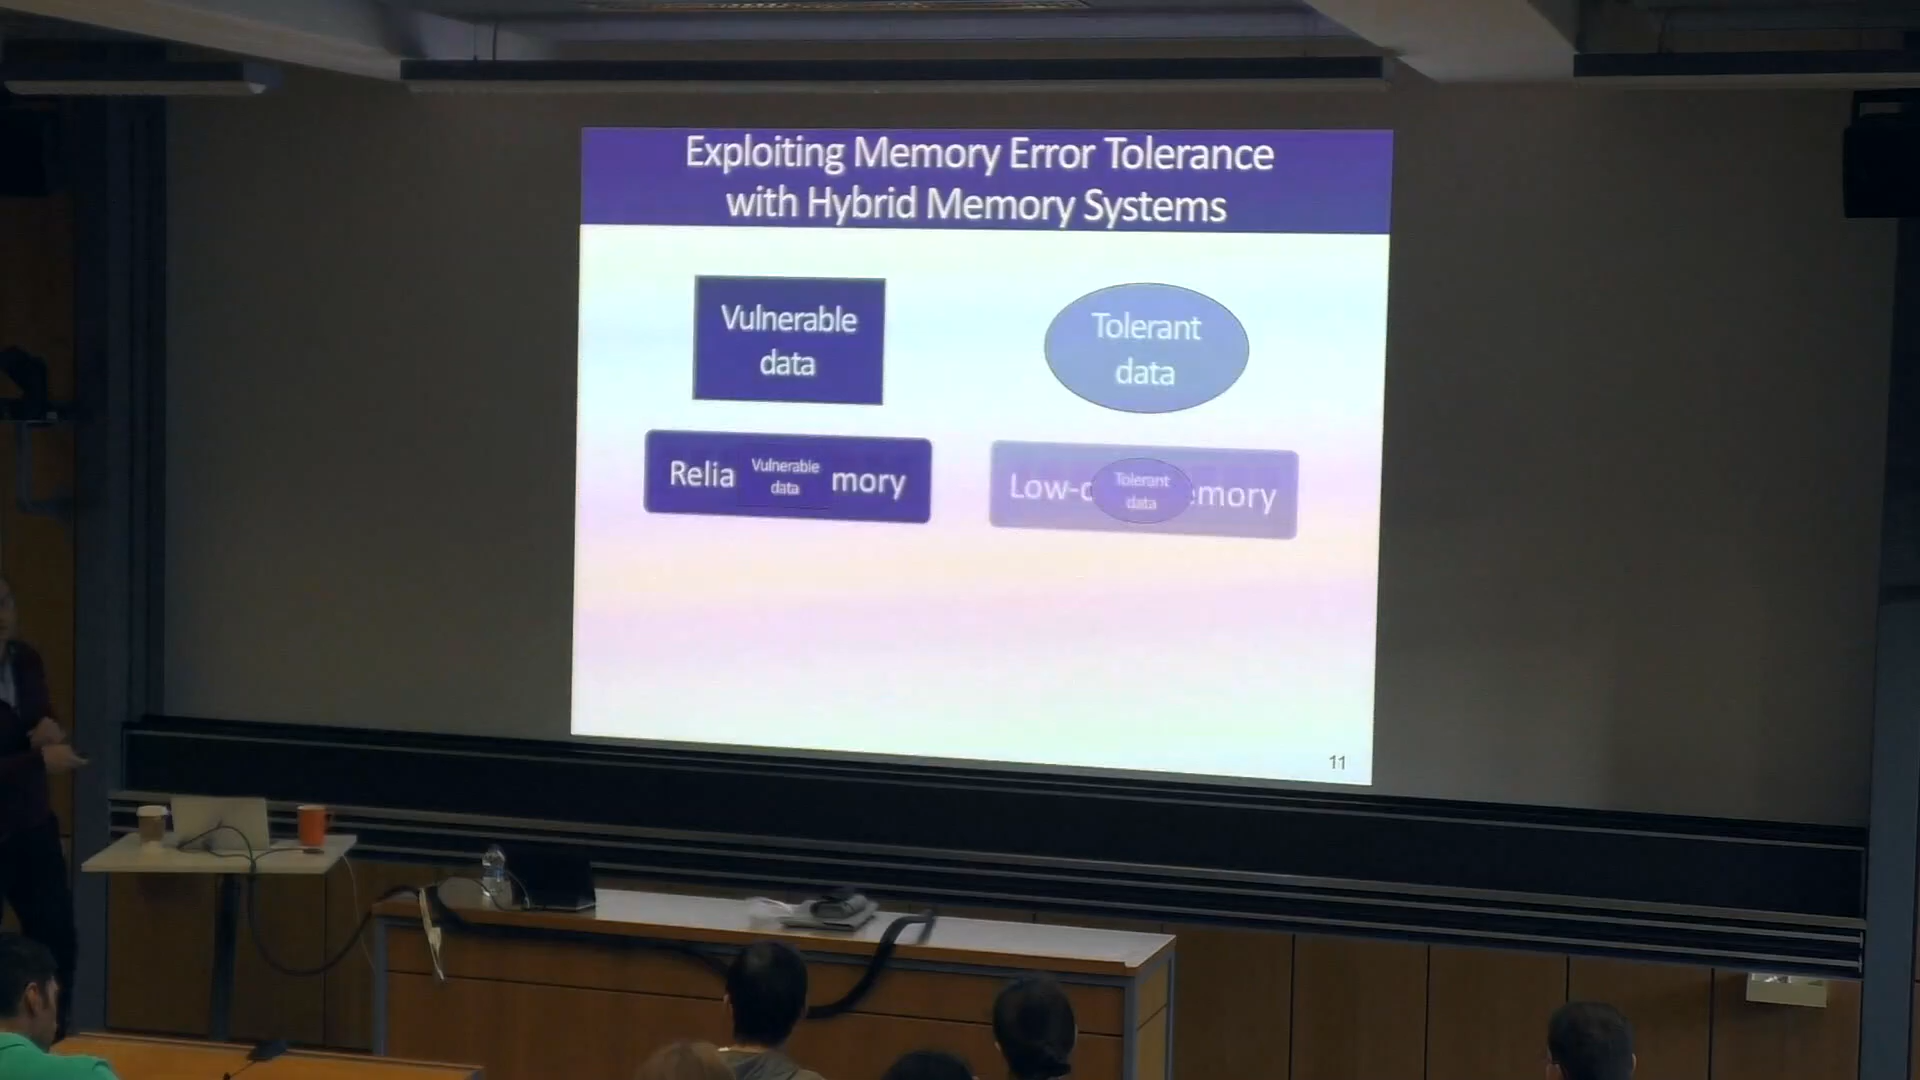 Exploiting Memory Error Tolerance
with Hybrid Memory Systems
Vulnerable
data
Tolerant
data
Relia
Vulnerable
data
mory
Low-c
Tolerant
data
emory
11